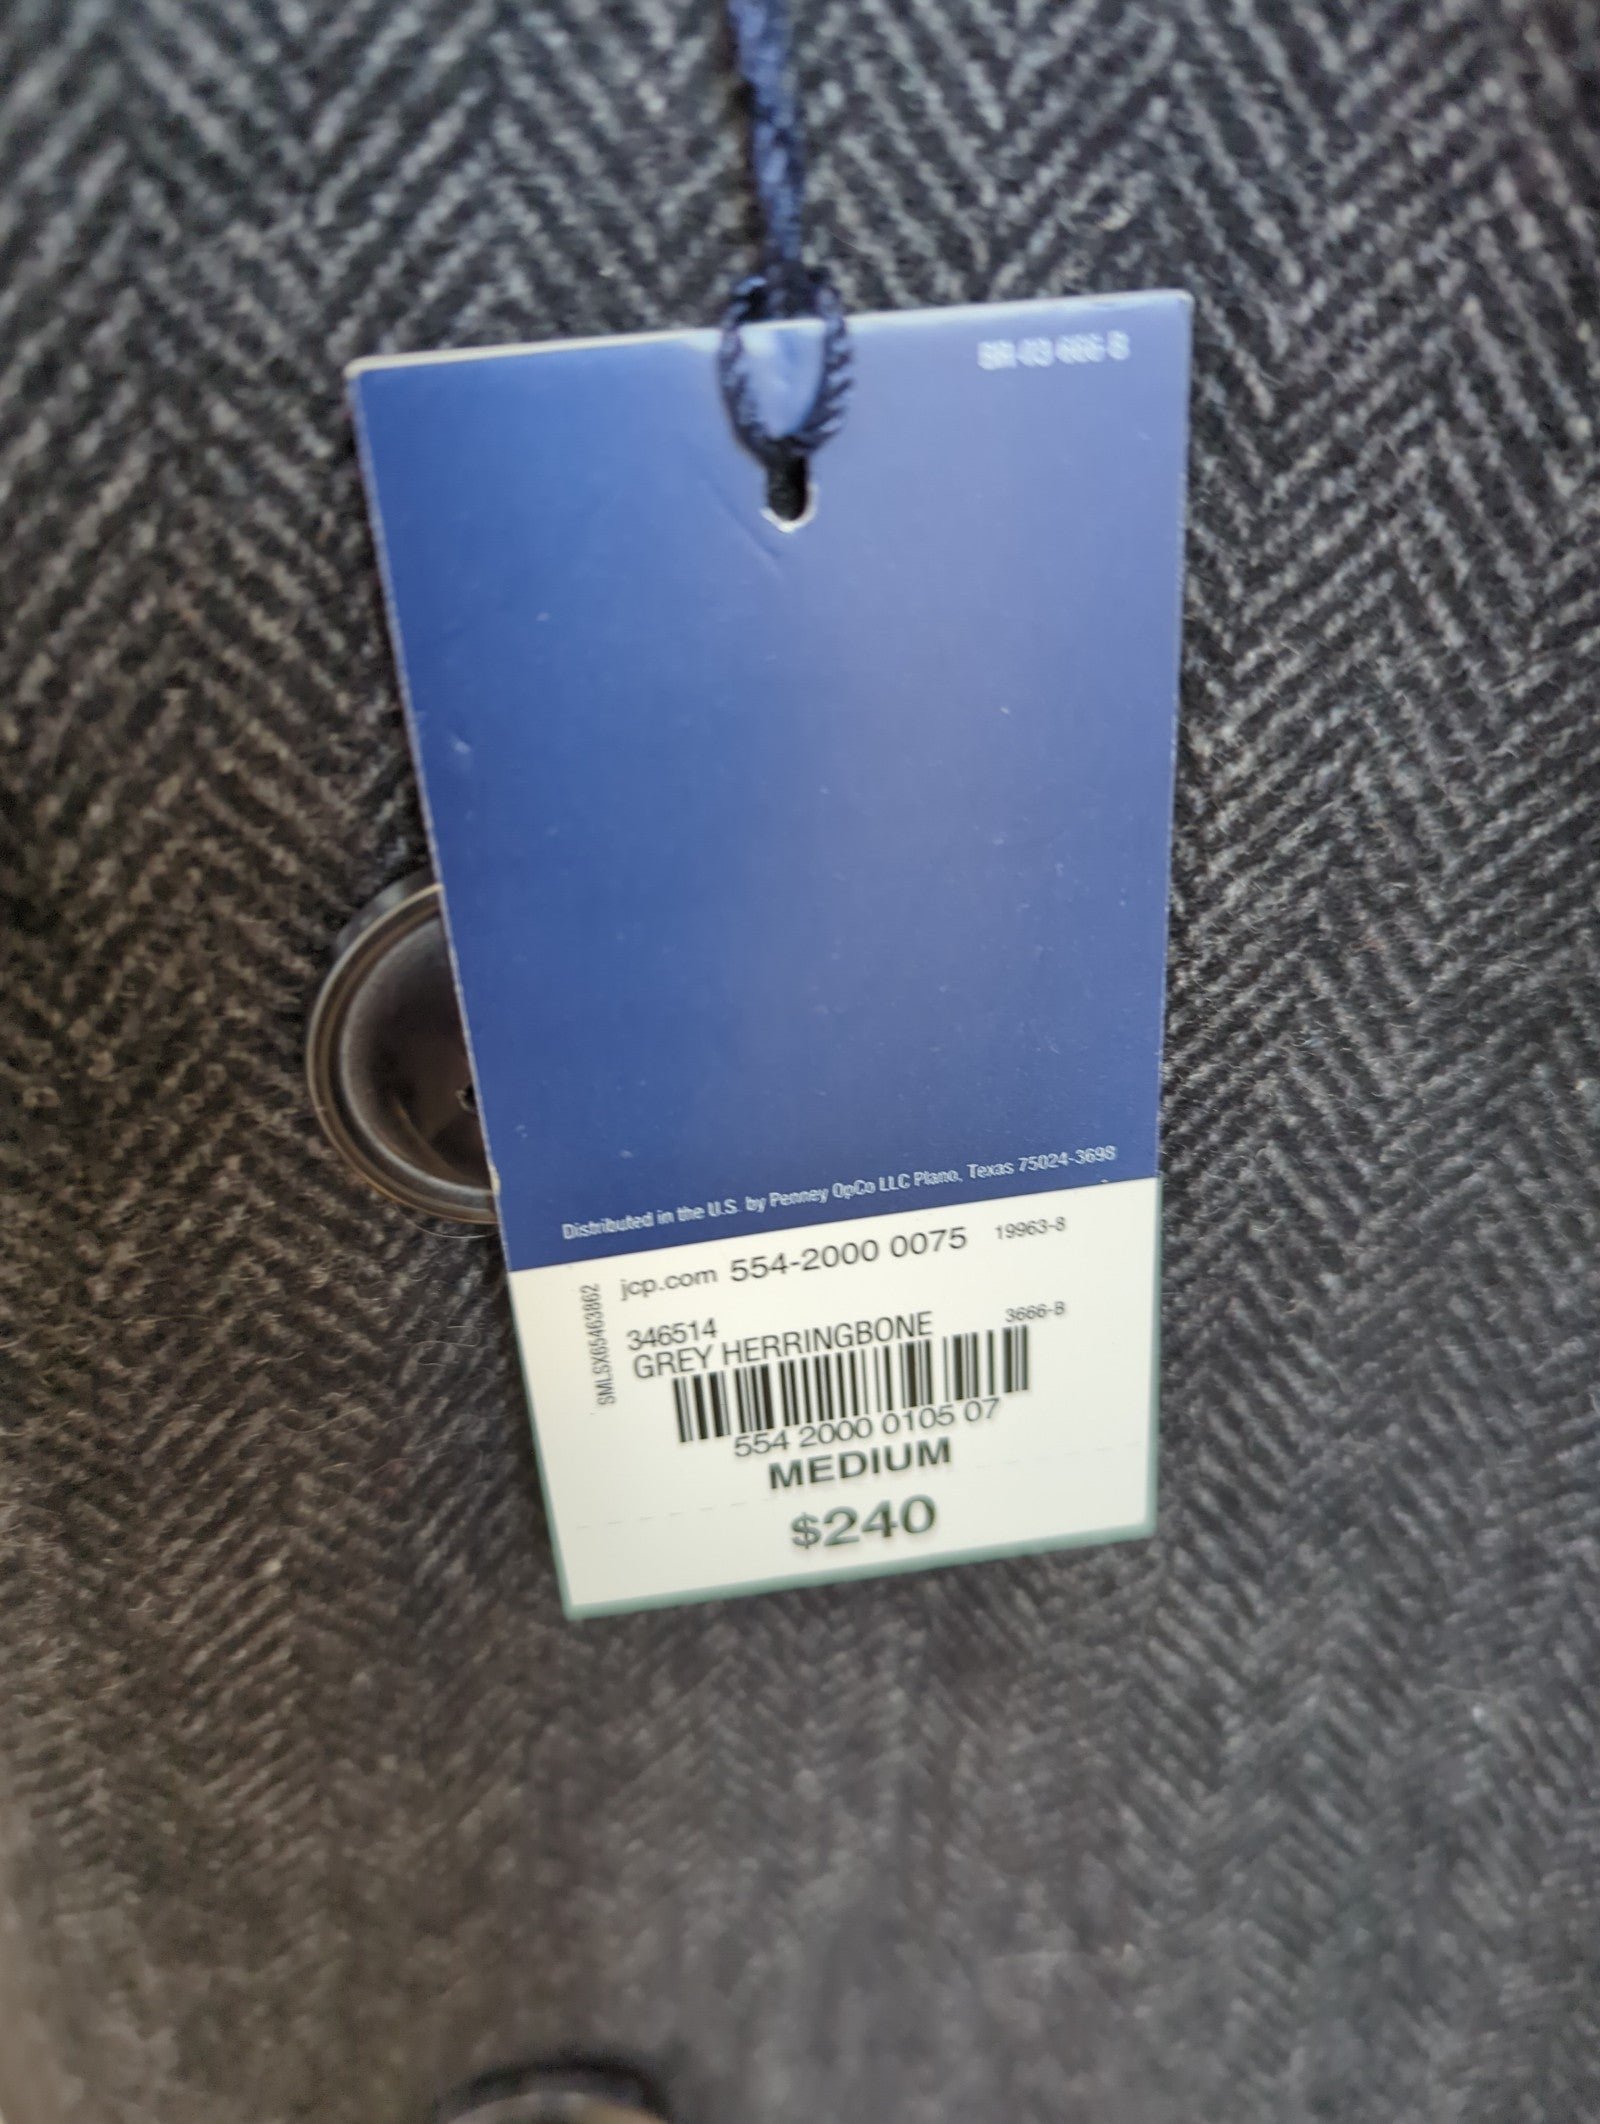 Distributed in the U.S. by Penney OpCo LLC Plano, Texas 75024-3698
jcp.com 554-2000 0075 19963-8
SMLSX65463862
346514 3666-B
GREY HERRINGBONE
554 2000 0105 07
MEDIUM
$240